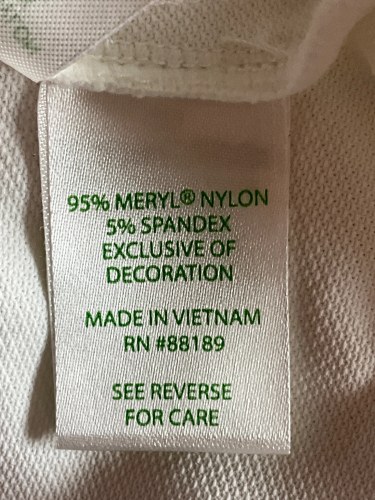 95% MERYL® NYLON
5% SPANDEX
EXCLUSIVE OF
DECORATION
MADE IN VIETNAM
RN #88189
SEE REVERSE
FOR CARE